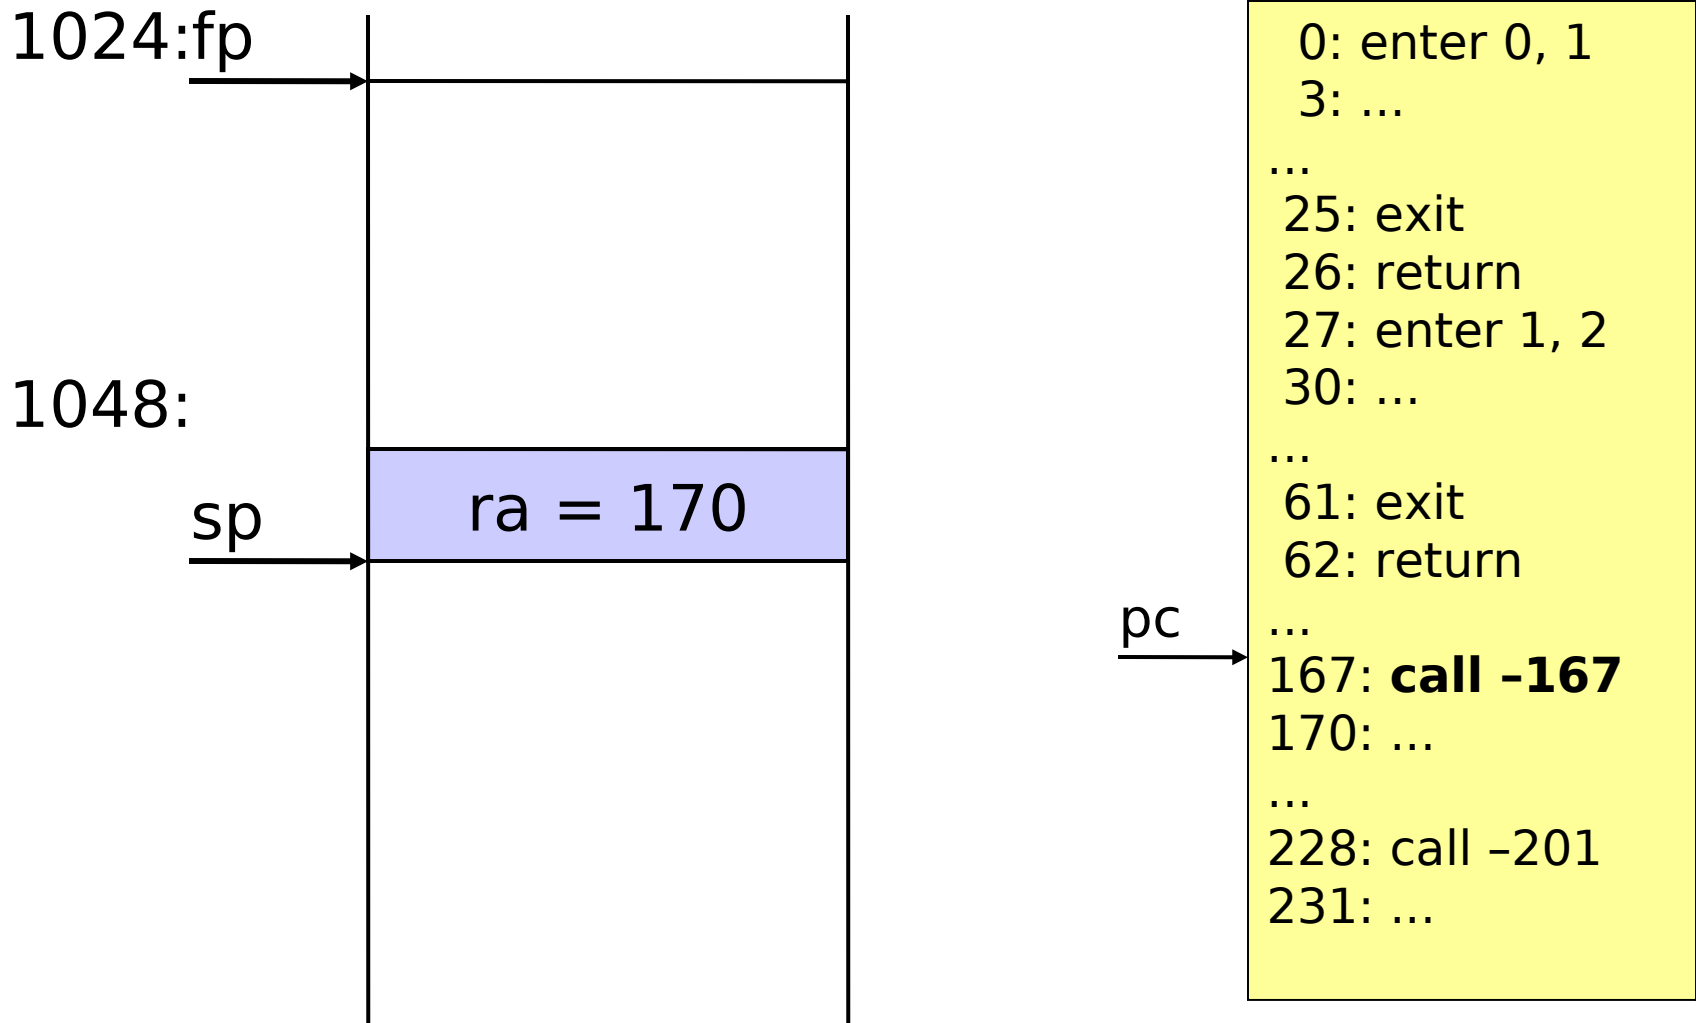 1024:fp
1048:
ra = 170
sp
pc
0: enter 0, 1
3: ...
...
25: exit
26: return
27: enter 1, 2
30: ...
...
61: exit
62: return
...
167: call –167
170: ...
...
228: call –201
231: ...